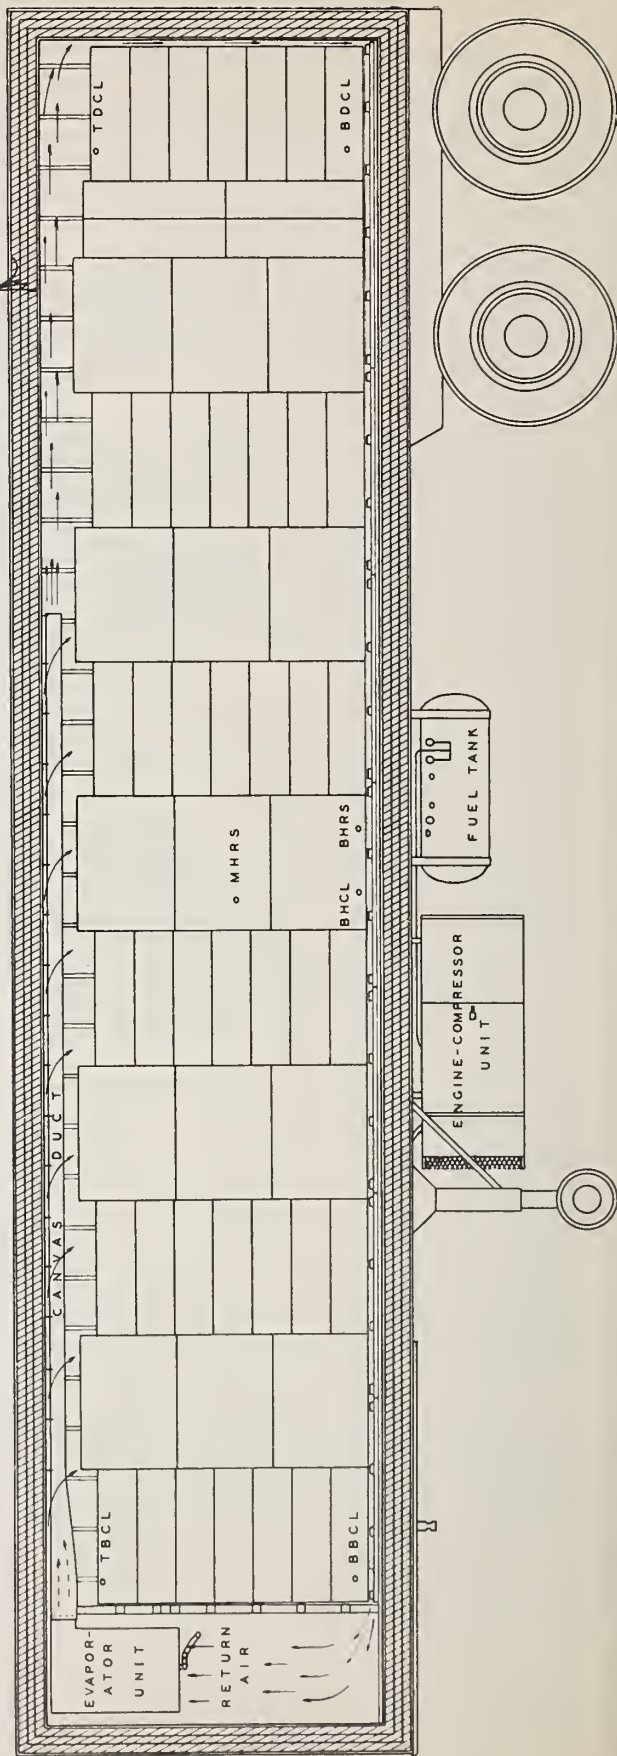 EVAPOR-
ATOR
UNIT
RETURN
AIR
CANVAS DUCT
TBCL
BBCL
MHRS
BHCL
BHRS
TDCL
BDCL
ENGINE-COMPRESSOR
UNIT
FUEL TANK